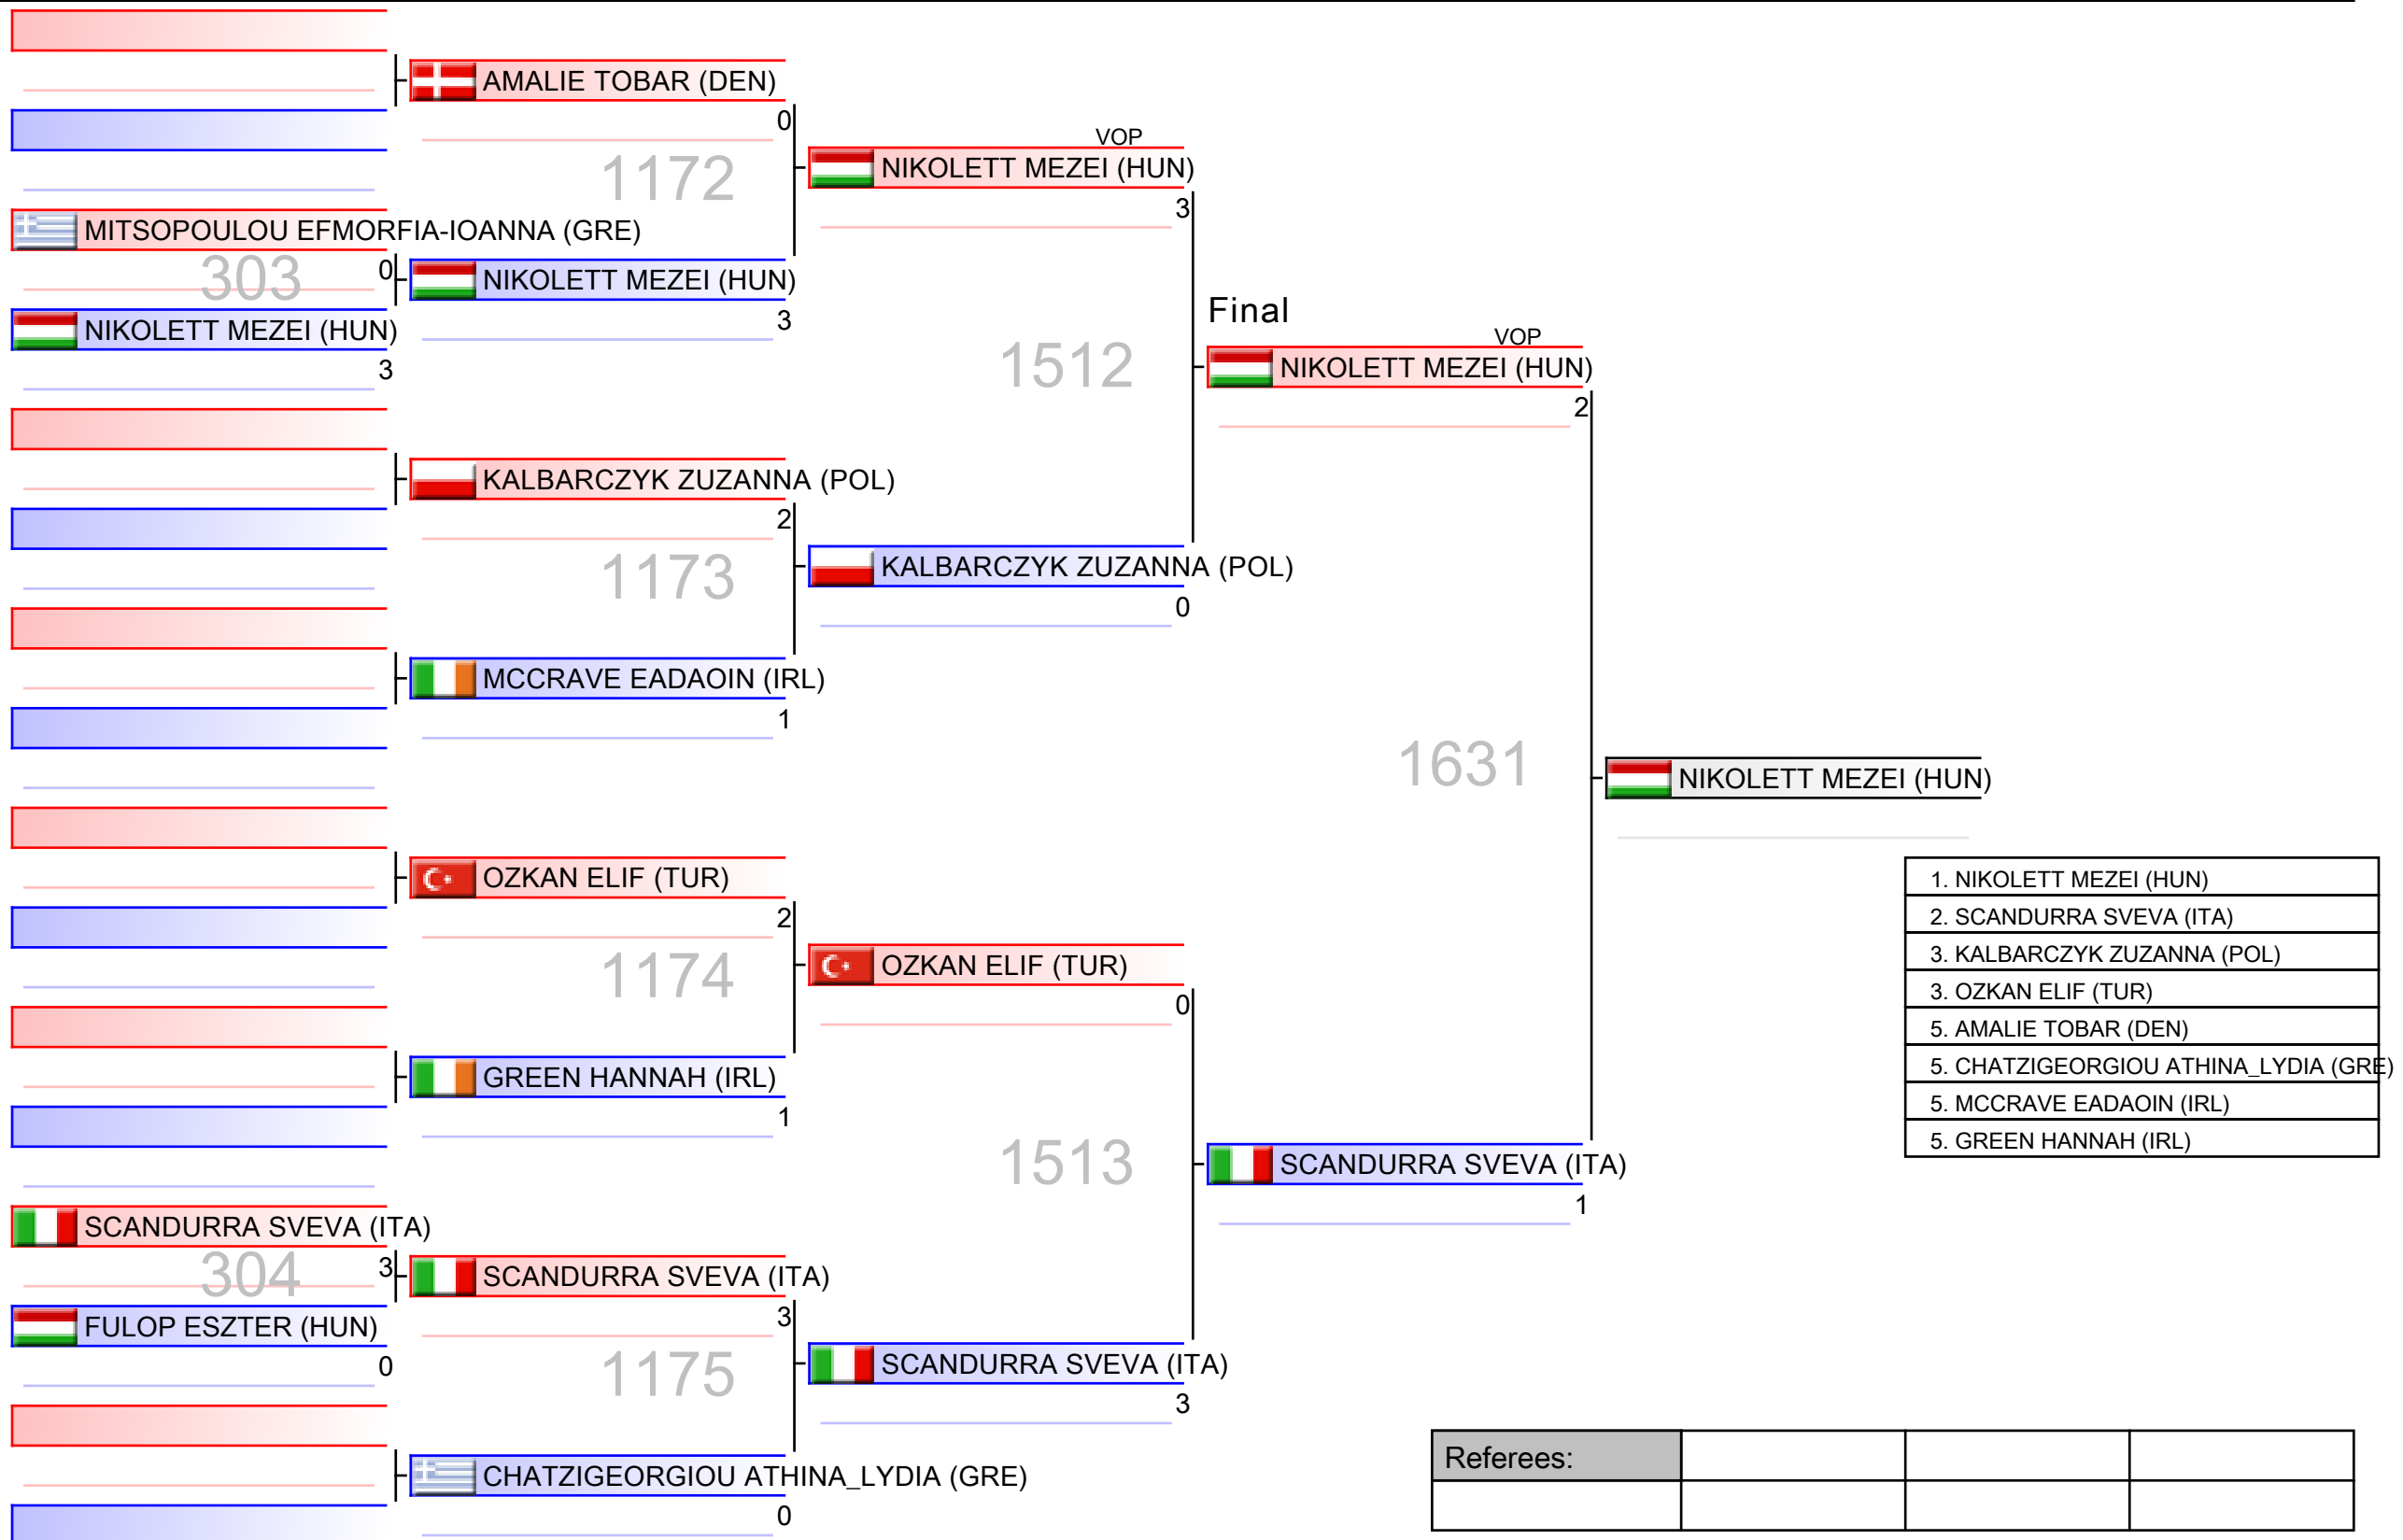 AMALIE TOBAR (DEN)
0
1172
VOP
NIKOLETT MEZEI (HUN)
3
MITSOPOULOU EFMORFIA-IOANNA (GRE)
303
0
NIKOLETT MEZEI (HUN)
3
NIKOLETT MEZEI (HUN)
3
Final
1512
VOP
NIKOLETT MEZEI (HUN)
2
KALBARCZYK ZUZANNA (POL)
2
1173
KALBARCZYK ZUZANNA (POL)
0
MCCRAVE EADAOIN (IRL)
1
1631
NIKOLETT MEZEI (HUN)
OZKAN ELIF (TUR)
2
1174
OZKAN ELIF (TUR)
0
GREEN HANNAH (IRL)
1
1513
SCANDURRA SVEVA (ITA)
1
SCANDURRA SVEVA (ITA)
304
3
FULOP ESZTER (HUN)
0
SCANDURRA SVEVA (ITA)
3
1175
SCANDURRA SVEVA (ITA)
3
CHATZIGEORGIOU ATHINA_LYDIA (GRE)
0
1. NIKOLETT MEZEI (HUN)
2. SCANDURRA SVEVA (ITA)
3. KALBARCZYK ZUZANNA (POL)
3. OZKAN ELIF (TUR)
5. AMALIE TOBAR (DEN)
5. CHATZIGEORGIOU ATHINA_LYDIA (GRE)
5. MCCRAVE EADAOIN (IRL)
5. GREEN HANNAH (IRL)
Referees: